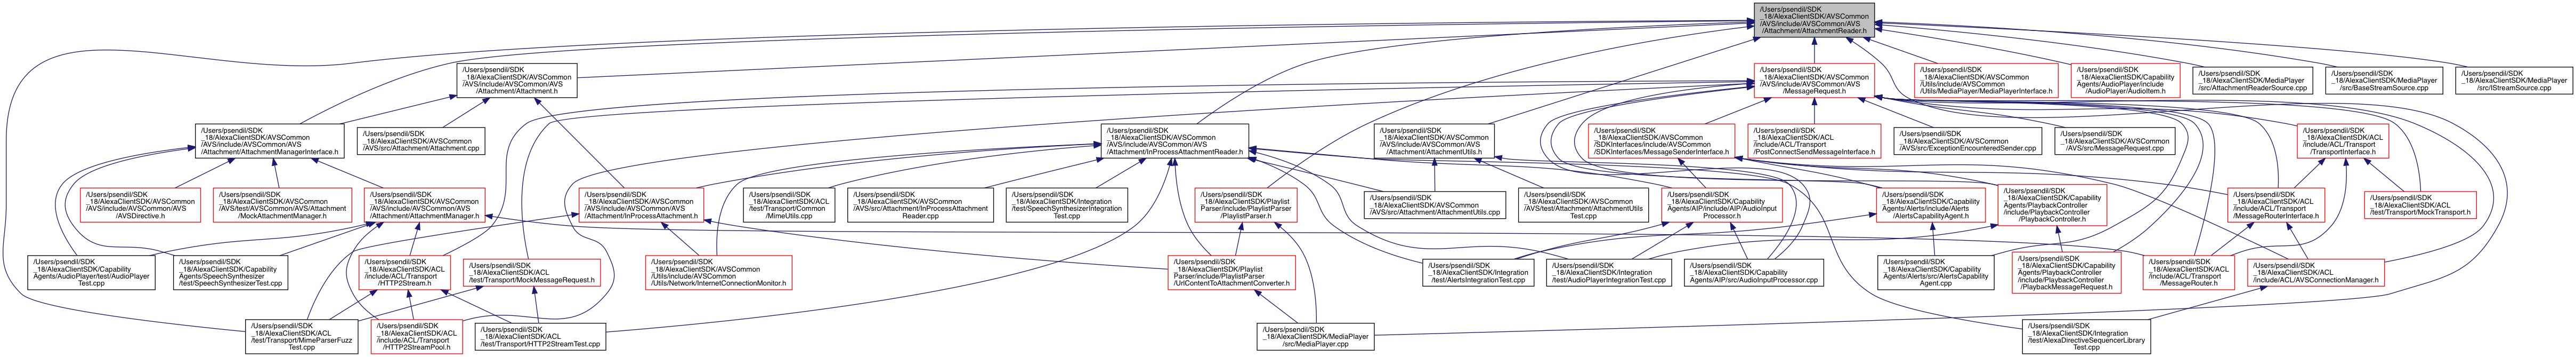 /Users/psendil/SDK
_18/AlexaClientSDK/AVSCommon
/AVS/include/AVSCommon/AVS
/Attachment/AttachmentReader.h
/Users/psendil/SDK
_18/AlexaClientSDK/AVSCommon
/AVS/include/AVSCommon/AVS
/Attachment/Attachment.h
/Users/psendil/SDK
_18/AlexaClientSDK/AVSCommon
/AVS/include/AVSCommon/AVS
/MessageRequest.h
/Users/psendil/SDK
_18/AlexaClientSDK/AVSCommon
/Utils/include/AVSCommon
/Utils/MediaPlayer/MediaPlayerInterface.h
/Users/psendil/SDK
_18/AlexaClientSDK/Capability
Agents/AudioPlayer/include
/AudioPlayer/AudioItem.h
/Users/psendil/SDK
_18/AlexaClientSDK/MediaPlayer
/src/AttachmentReaderSource.cpp
/Users/psendil/SDK
_18/AlexaClientSDK/MediaPlayer
/src/BaseStreamSource.cpp
/Users/psendil/SDK
_18/AlexaClientSDK/MediaPlayer
/src/IStreamSource.cpp
/Users/psendil/SDK
_18/AlexaClientSDK/AVSCommon
/AVS/include/AVSCommon/AVS
/Attachment/AttachmentManagerInterface.h
/Users/psendil/SDK
_18/AlexaClientSDK/AVSCommon
/AVS/src/Attachment/Attachment.cpp
/Users/psendil/SDK
_18/AlexaClientSDK/AVSCommon
/AVS/include/AVSCommon/AVS
/Attachment/InProcessAttachmentReader.h
/Users/psendil/SDK
_18/AlexaClientSDK/AVSCommon
/AVS/include/AVSCommon/AVS
/Attachment/AttachmentUtils.h
/Users/psendil/SDK
_18/AlexaClientSDK/AVSCommon
/SDKInterfaces/include/AVSCommon
/SDKInterfaces/MessageSenderInterface.h
/Users/psendil/SDK
_18/AlexaClientSDK/ACL
/include/ACL/Transport
/PostConnectSendMessageInterface.h
/Users/psendil/SDK
_18/AlexaClientSDK/AVSCommon
/AVS/src/ExceptionEncounteredSender.cpp
/Users/psendil/SDK
_18/AlexaClientSDK/AVSCommon
/AVS/src/MessageRequest.cpp
/Users/psendil/SDK
_18/AlexaClientSDK/ACL
/include/ACL/Transport
/TransportInterface.h
/Users/psendil/SDK
_18/AlexaClientSDK/AVSCommon
/AVS/include/AVSCommon/AVS
/AVSDirective.h
/Users/psendil/SDK
_18/AlexaClientSDK/AVSCommon
/AVS/test/AVSCommon/AVS/Attachment
/MockAttachmentManager.h
/Users/psendil/SDK
_18/AlexaClientSDK/AVSCommon
/AVS/include/AVSCommon/AVS
/Attachment/AttachmentManager.h
/Users/psendil/SDK
_18/AlexaClientSDK/AVSCommon
/AVS/include/AVSCommon/AVS
/Attachment/InProcessAttachment.h
/Users/psendil/SDK
_18/AlexaClientSDK/ACL
/test/Transport/Common
/MimeUtils.cpp
/Users/psendil/SDK
_18/AlexaClientSDK/AVSCommon
/AVS/src/Attachment/InProcessAttachment
Reader.cpp
/Users/psendil/SDK
_18/AlexaClientSDK/Integration
/test/SpeechSynthesizerIntegration
Test.cpp
/Users/psendil/SDK
_18/AlexaClientSDK/Playlist
Parser/include/PlaylistParser
/PlaylistParser.h
/Users/psendil/SDK
_18/AlexaClientSDK/AVSCommon
/AVS/src/Attachment/AttachmentUtils.cpp
/Users/psendil/SDK
_18/AlexaClientSDK/AVSCommon
/AVS/test/Attachment/AttachmentUtils
Test.cpp
/Users/psendil/SDK
_18/AlexaClientSDK/Capability
Agents/AIP/include/AIP/AudioInput
Processor.h
/Users/psendil/SDK
_18/AlexaClientSDK/Capability
Agents/Alerts/include/Alerts
/AlertsCapabilityAgent.h
/Users/psendil/SDK
_18/AlexaClientSDK/Capability
Agents/PlaybackController
/include/PlaybackController
/PlaybackController.h
/Users/psendil/SDK
_18/AlexaClientSDK/ACL
/include/ACL/Transport
/MessageRouterInterface.h
/Users/psendil/SDK
_18/AlexaClientSDK/ACL
/test/Transport/MockTransport.h
/Users/psendil/SDK
_18/AlexaClientSDK/Capability
Agents/AudioPlayer/test/AudioPlayer
Test.cpp
/Users/psendil/SDK
_18/AlexaClientSDK/Capability
Agents/SpeechSynthesizer
/test/SpeechSynthesizerTest.cpp
/Users/psendil/SDK
_18/AlexaClientSDK/ACL
/include/ACL/Transport
/HTTP2Stream.h
/Users/psendil/SDK
_18/AlexaClientSDK/ACL
/test/Transport/MockMessageRequest.h
/Users/psendil/SDK
_18/AlexaClientSDK/AVSCommon
/Utils/include/AVSCommon
/Utils/Network/InternetConnectionMonitor.h
/Users/psendil/SDK
_18/AlexaClientSDK/Playlist
Parser/include/PlaylistParser
/UrlContentToAttachmentConverter.h
/Users/psendil/SDK
_18/AlexaClientSDK/Integration
/test/AlertsIntegrationTest.cpp
/Users/psendil/SDK
_18/AlexaClientSDK/Integration
/test/AudioPlayerIntegrationTest.cpp
/Users/psendil/SDK
_18/AlexaClientSDK/Capability
Agents/AIP/src/AudioInputProcessor.cpp
/Users/psendil/SDK
_18/AlexaClientSDK/Capability
Agents/Alerts/src/AlertsCapability
Agent.cpp
/Users/psendil/SDK
_18/AlexaClientSDK/Capability
Agents/PlaybackController
/include/PlaybackController
/PlaybackMessageRequest.h
/Users/psendil/SDK
_18/AlexaClientSDK/ACL
/include/ACL/Transport
/MessageRouter.h
/Users/psendil/SDK
_18/AlexaClientSDK/ACL
/include/ACL/AVSConnectionManager.h
/Users/psendil/SDK
_18/AlexaClientSDK/ACL
/test/Transport/MimeParserFuzz
Test.cpp
/Users/psendil/SDK
_18/AlexaClientSDK/ACL
/include/ACL/Transport
/HTTP2StreamPool.h
/Users/psendil/SDK
_18/AlexaClientSDK/ACL
/test/Transport/HTTP2StreamTest.cpp
/Users/psendil/SDK
_18/AlexaClientSDK/MediaPlayer
/src/MediaPlayer.cpp
/Users/psendil/SDK
_18/AlexaClientSDK/Integration
/test/AlexaDirectiveSequencerLibrary
Test.cpp